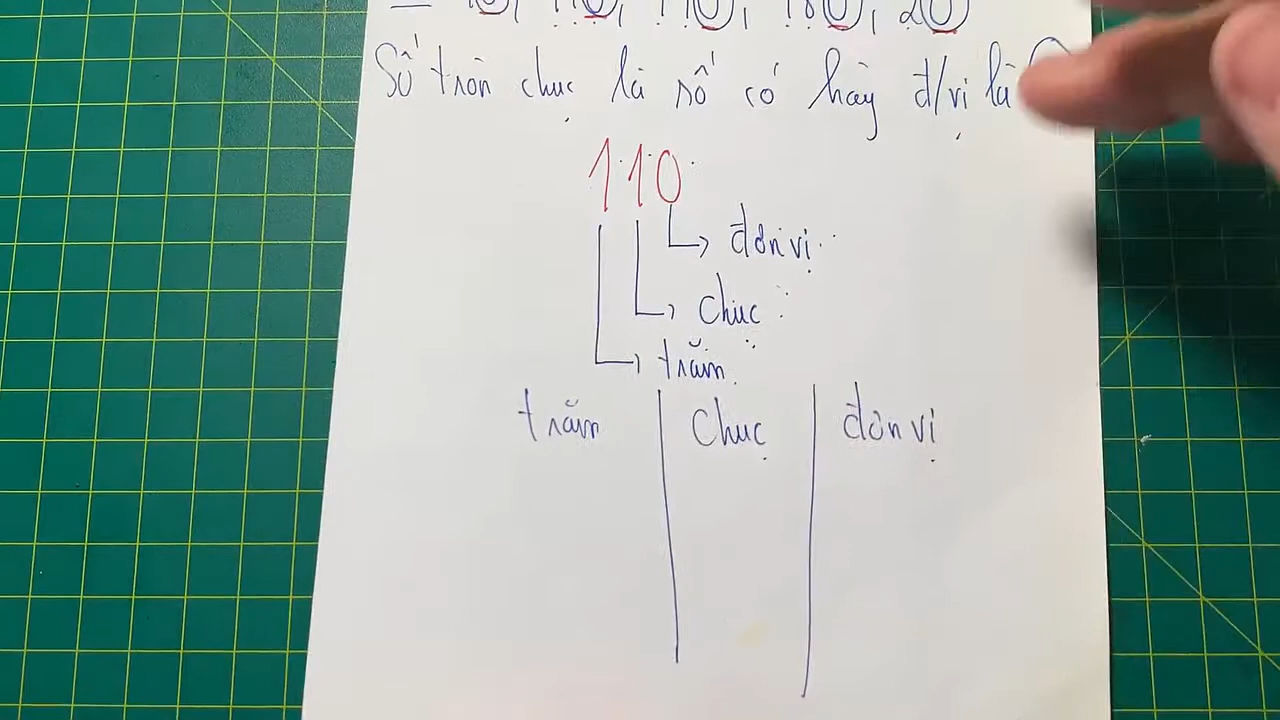 Số tròn chục là số có hàng đ/vị là
110
đơn vị
chục
trăm
trăm chục đơn vị